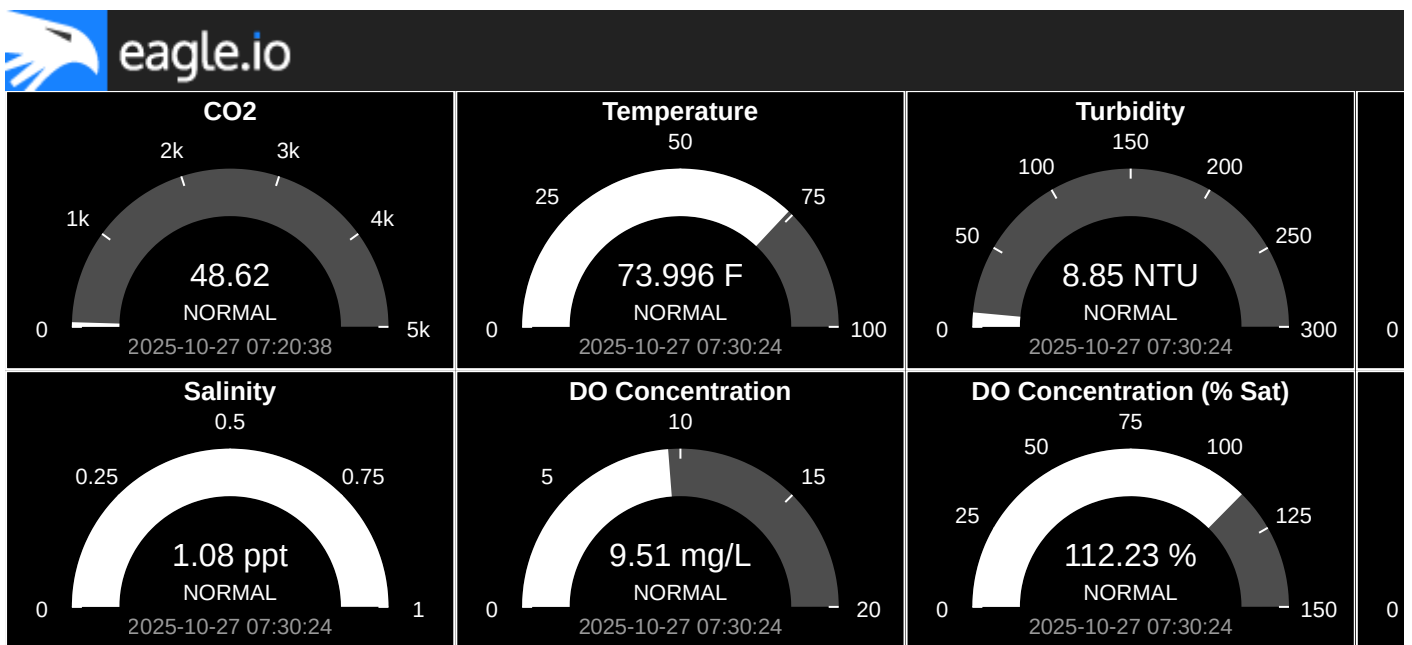 eagle.io
CO2
0
1k
2k
3k
4k
5k
48.62
NORMAL
2025-10-27 07:20:38
Temperature
0
25
50
75
100
73.996 F
NORMAL
2025-10-27 07:30:24
Turbidity
0
50
100
150
200
250
300
8.85 NTU
NORMAL
2025-10-27 07:30:24
0
Salinity
0
0.25
0.5
0.75
1
1.08 ppt
NORMAL
2025-10-27 07:30:24
DO Concentration
0
5
10
15
20
9.51 mg/L
NORMAL
2025-10-27 07:30:24
DO Concentration (% Sat)
0
25
50
75
100
125
150
112.23 %
NORMAL
2025-10-27 07:30:24
0